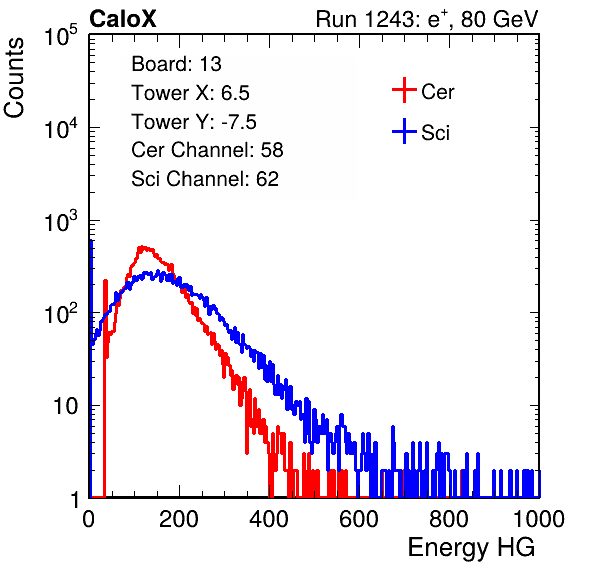 CaloX Run 1243: e⁺, 80 GeV
Counts
Board: 13
Tower X: 6.5
Tower Y: -7.5
Cer Channel: 58
Sci Channel: 62
Cer
Sci
10⁵
10⁴
10³
10²
10
1
0 200 400 600 800 1000
Energy HG